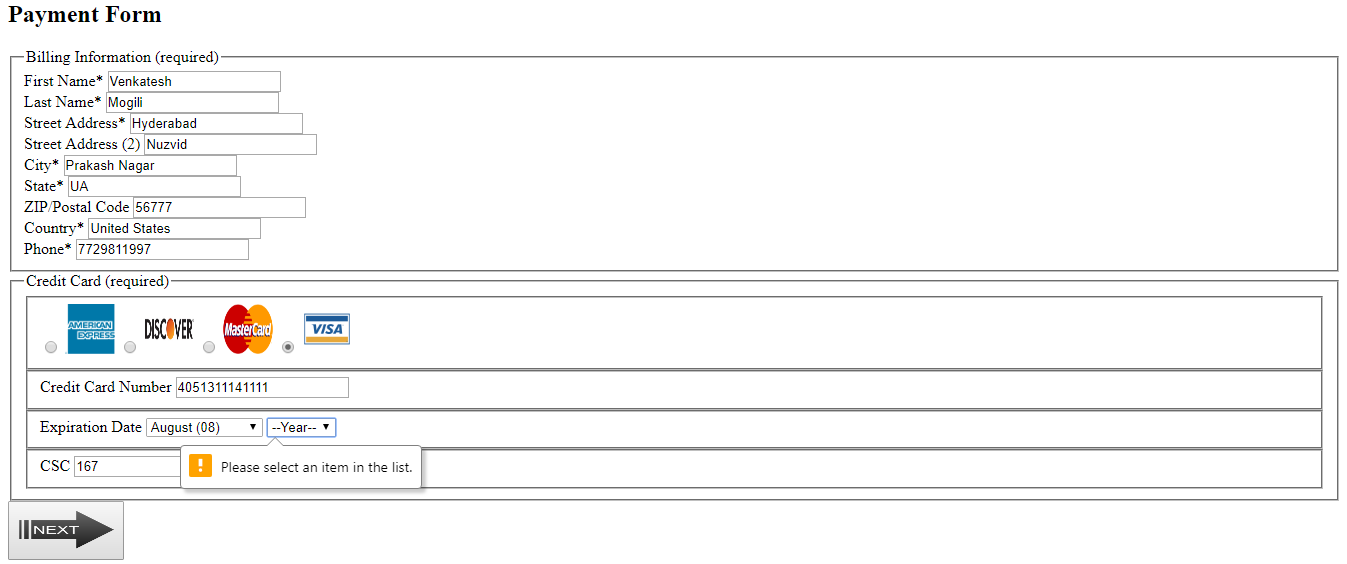 Payment Form
Billing Information (required)
First Name* Venkatesh
Last Name* Mogili
Street Address* Hyderabad
Street Address (2) Nuzvid
City* Prakash Nagar
State* UA
ZIP/Postal Code 56777
Country* United States
Phone* 7729811997
Credit Card (required)
AMERICAN EXPRESS DISCOVER MasterCard VISA
Credit Card Number 4051311141111
Expiration Date August (08) --Year--
CSC 167
! Please select an item in the list.
NEXT